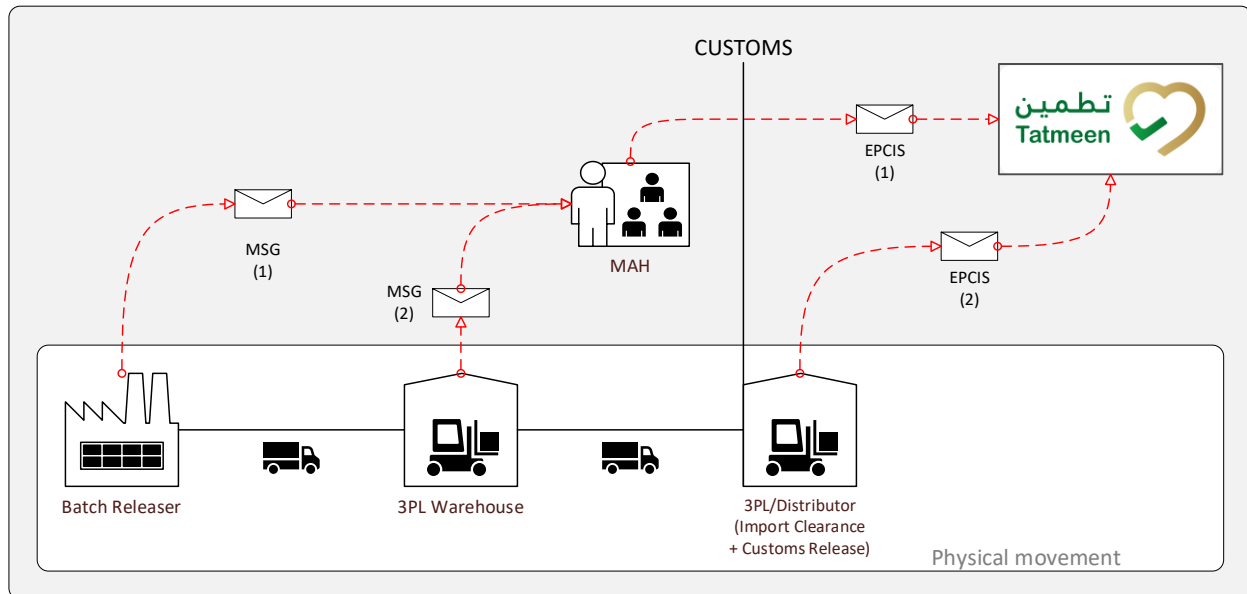 CUSTOMS
تطمين
Tatmeen
EPCIS
(1)
MSG
(1)
MAH
EPCIS
(2)
MSG
(2)
Batch Releaser
3PL Warehouse
3PL/Distributor
(Import Clearance
+ Customs Release)
Physical movement